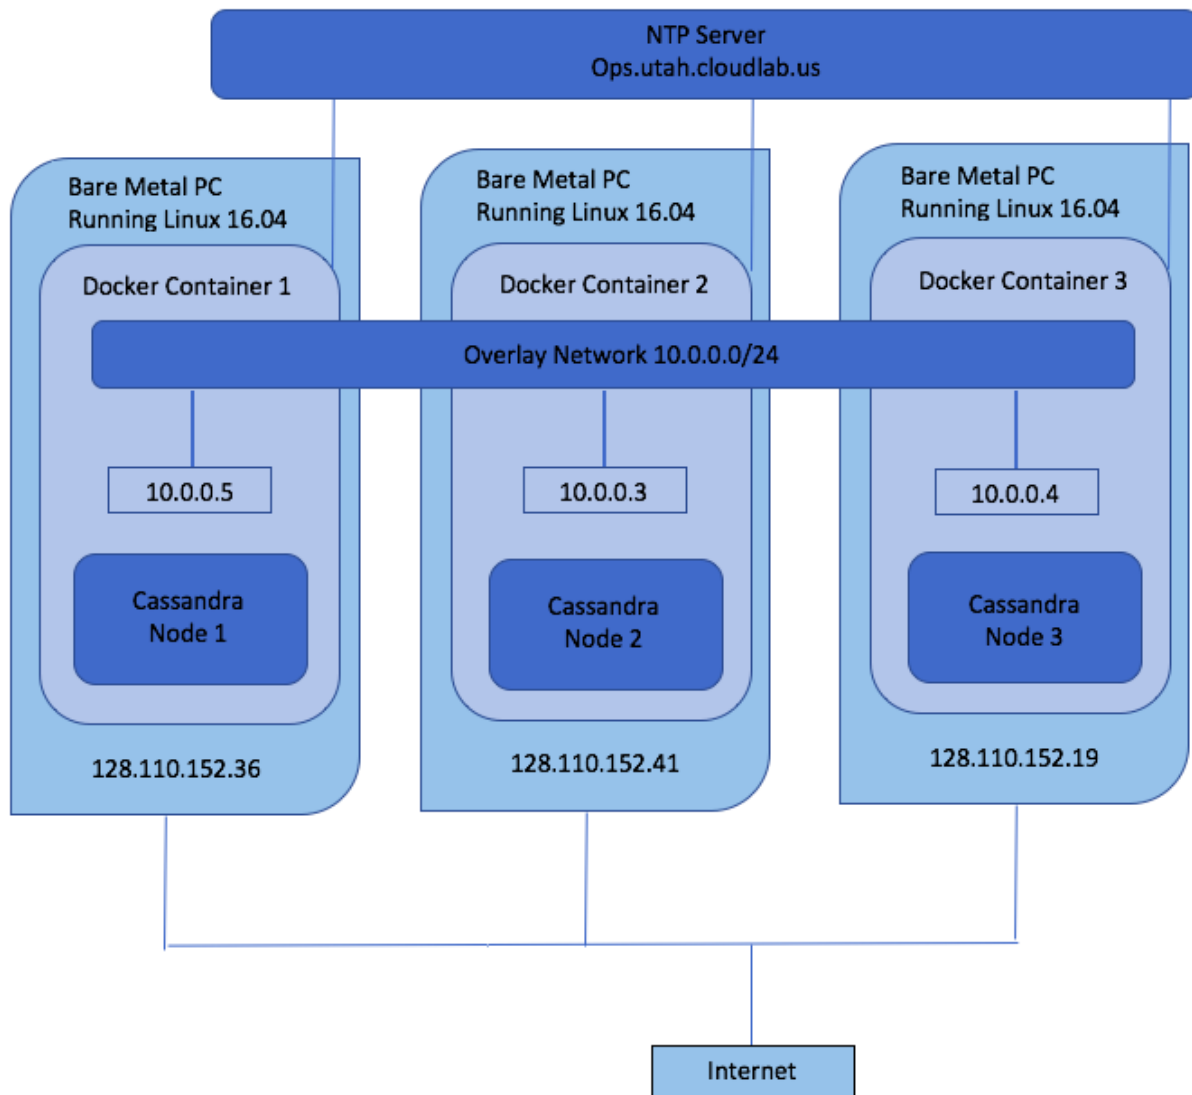 NTP Server
Ops.utah.cloudlab.us
Bare Metal PC
Running Linux 16.04
Bare Metal PC
Running Linux 16.04
Bare Metal PC
Running Linux 16.04
Docker Container 1
Docker Container 2
Docker Container 3
Overlay Network 10.0.0.0/24
10.0.0.5
10.0.0.3
10.0.0.4
Cassandra
Node 1
Cassandra
Node 2
Cassandra
Node 3
128.110.152.36
128.110.152.41
128.110.152.19
Internet